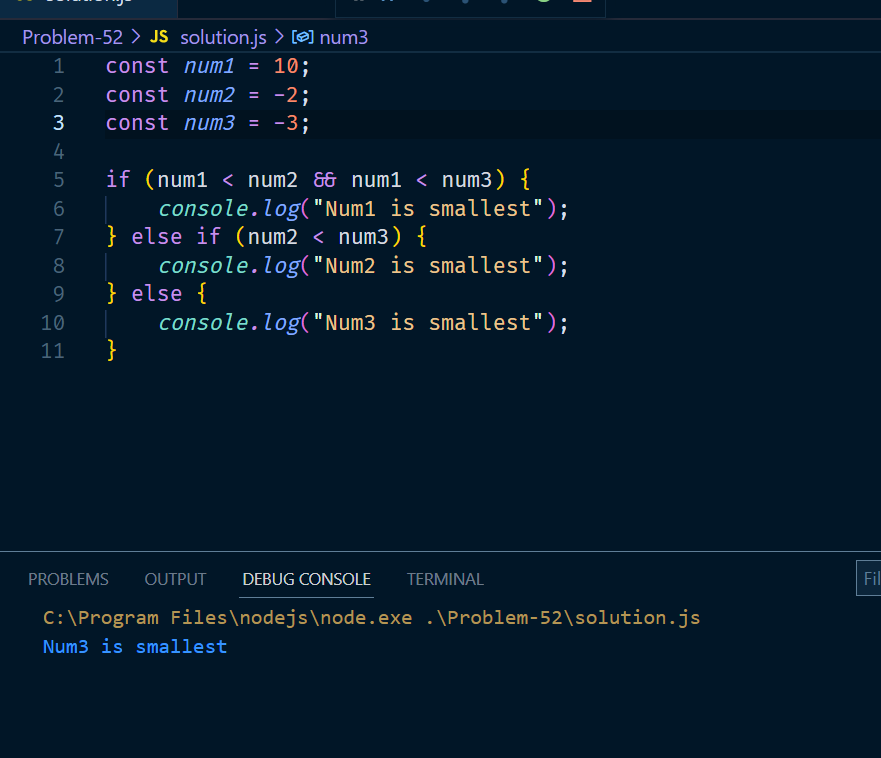 Problem-52 > JS solution.js > num3
1 const num1 = 10;
2 const num2 = -2;
3 const num3 = -3;
4
5 if (num1 < num2 && num1 < num3) {
6 console.log("Num1 is smallest");
7 } else if (num2 < num3) {
8 console.log("Num2 is smallest");
9 } else {
10 console.log("Num3 is smallest");
11 }
PROBLEMS OUTPUT DEBUG CONSOLE TERMINAL
C:\Program Files\nodejs\node.exe .\Problem-52\solution.js
Num3 is smallest